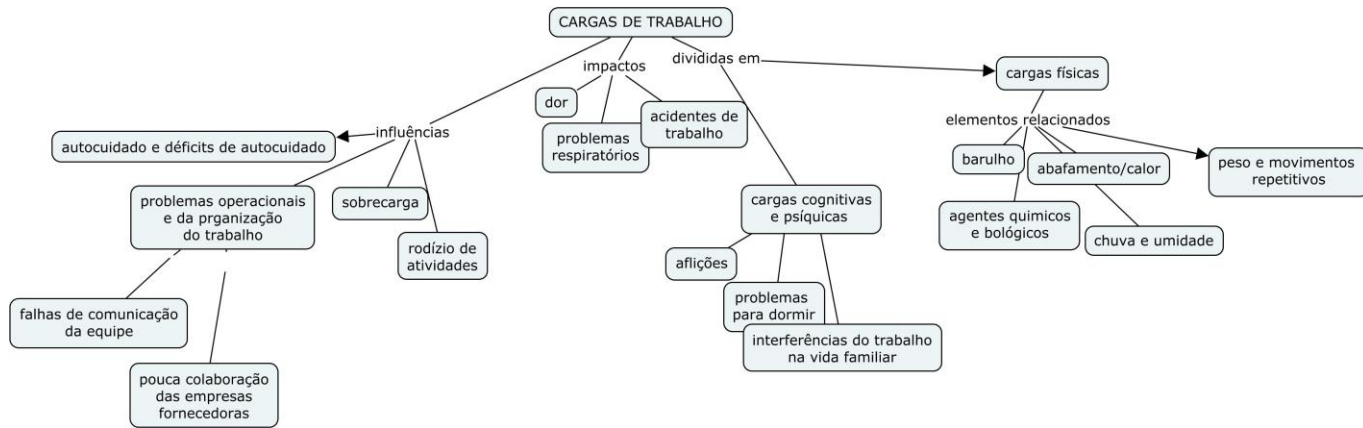 CARGAS DE TRABALHO
impactos
divididas em
cargas físicas
dor
acidentes de
trabalho
problemas
respiratórios
elementos relacionados
influências
autocuidado e déficits de autocuidado
barulho
abafamento/calor
peso e movimentos
repetitivos
problemas operacionais
e da prganização
do trabalho
sobrecarga
cargas cognitivas
e psíquicas
agentes quimicos
e bológicos
chuva e umidade
rodízio de
atividades
aflições
falhas de comunicação
da equipe
problemas
para dormir
interferências do trabalho
na vida familiar
pouca colaboração
das empresas
fornecedoras